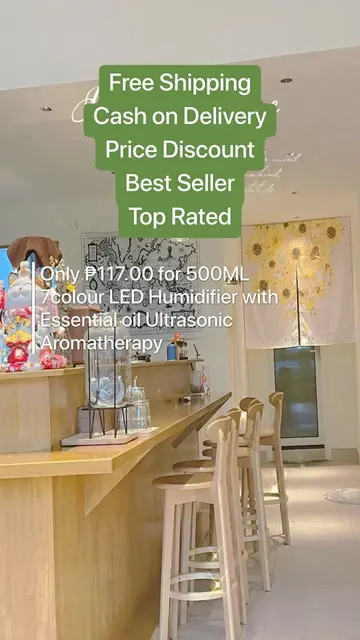 Free Shipping
Cash on Delivery
Price Discount
Best Seller
Top Rated
Only ₱117.00 for 500ML
7colour LED Humidifier with
Essential oil Ultrasonic
Aromatherapy